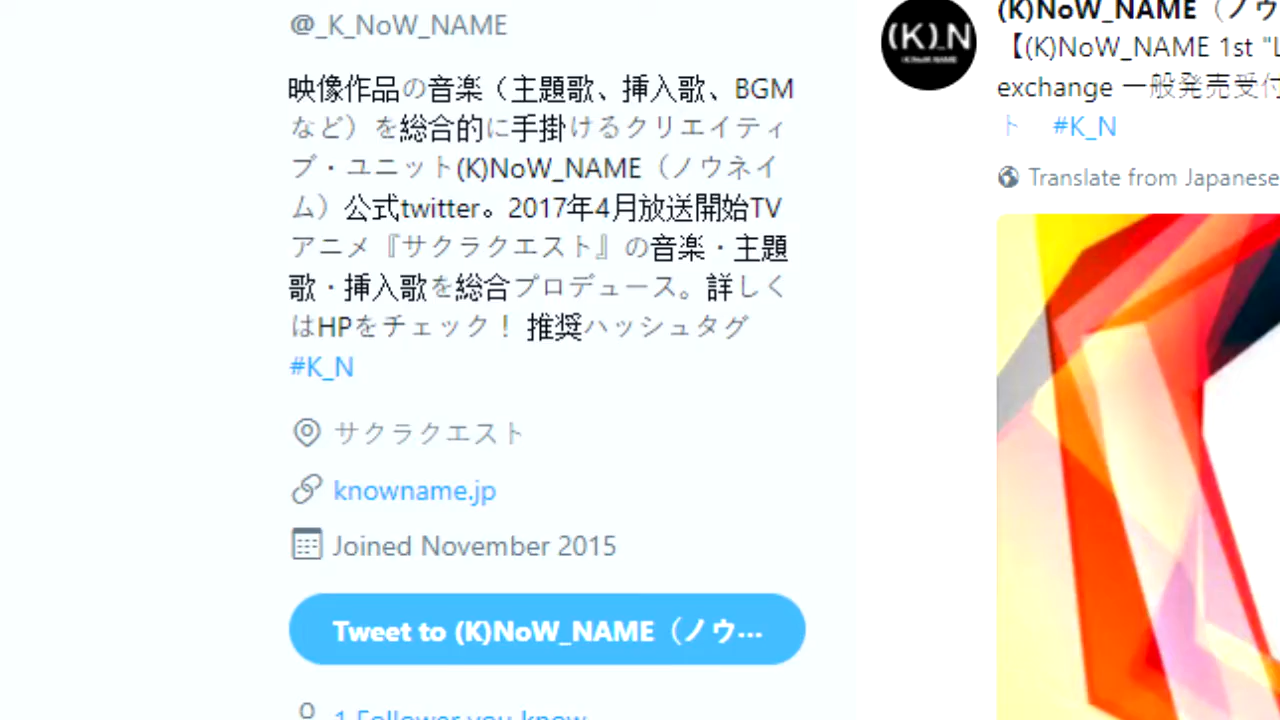 @_K_NoW_NAME
映像作品の音楽（主題歌、挿入歌、BGM
など）を総合的に手掛けるクリエイティ
ブ・ユニット(K)NoW_NAME（ノウネイ
ム）公式twitter。2017年4月放送開始TV
アニメ『サクラクエスト』の音楽・主題
歌・挿入歌を総合プロデュース。詳しく
はHPをチェック！ 推奨ハッシュタグ
#K_N
サクラクエスト
knowname.jp
Joined November 2015
Tweet to (K)NoW_NAME（ノウ...
1 Follower you know
(K)_N
(K)NoW_NAME（ノウ
【(K)NoW_NAME 1st "L
exchange 一般発売受付
ト #K_N
Translate from Japanese